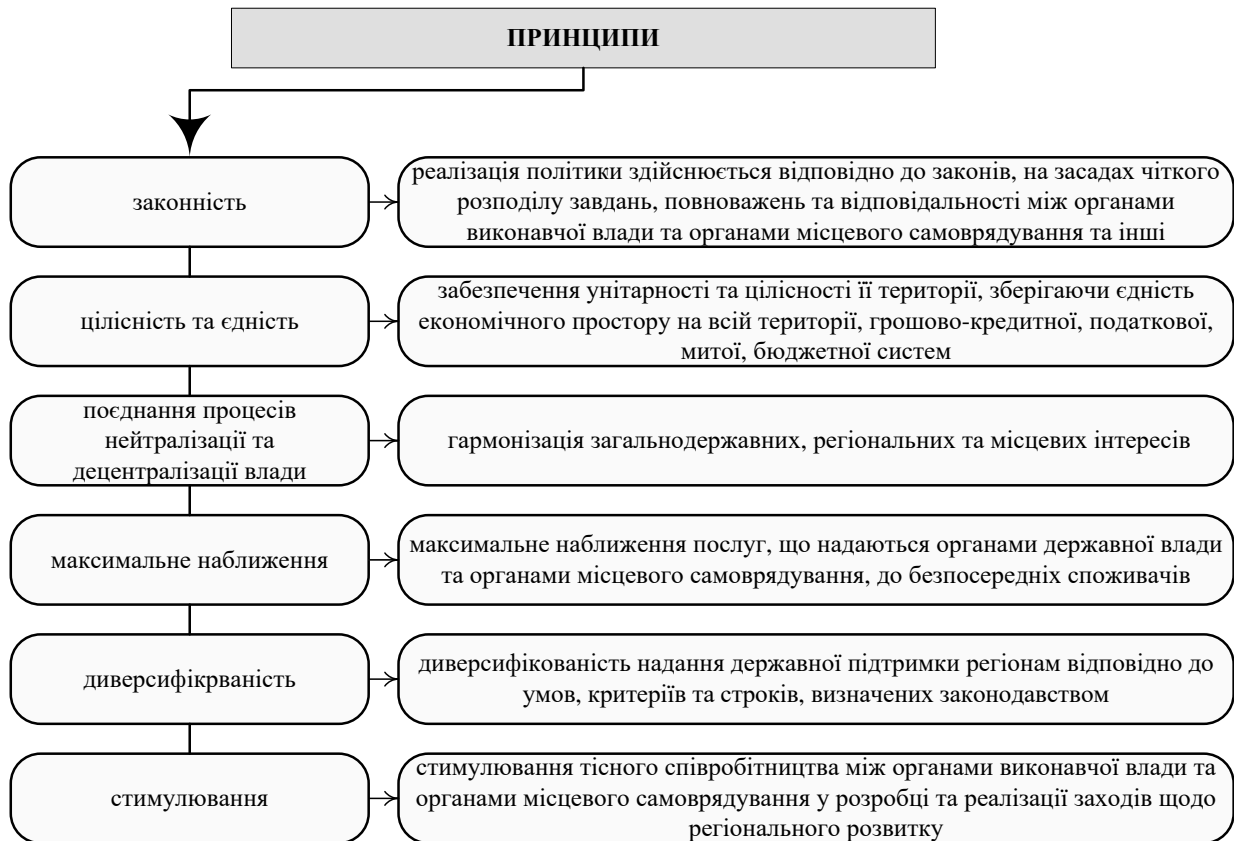 ПРИНЦИПИ
законність
реалізація політики здійснюється відповідно до законів, на засадах чіткого
розподілу завдань, повноважень та відповідальності між органами
виконавчої влади та органами місцевого самоврядування та інші
цілісність та єдність
забезпечення унітарності та цілісності її території, зберігаючи єдність
економічного простору на всій території, грошово-кредитної, податкової,
митої, бюджетної систем
поєднання процесів
нейтралізації та
децентралізації влади
гармонізація загальнодержавних, регіональних та місцевих інтересів
максимальне наближення
максимальне наближення послуг, що надаються органами державної влади
та органами місцевого самоврядування, до безпосередніх споживачів
диверсифікрваність
диверсифікованість надання державної підтримки регіонам відповідно до
умов, критеріїв та строків, визначених законодавством
стимулювання
стимулювання тісного співробітництва між органами виконавчої влади та
органами місцевого самоврядування у розробці та реалізації заходів щодо
регіонального розвитку